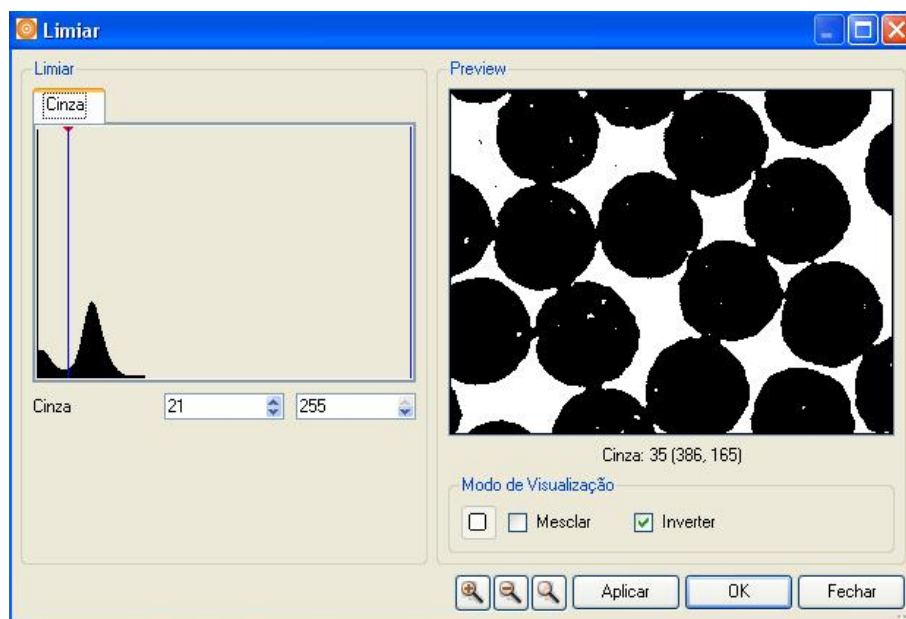 Limiar
Limiar
Cinza
Cinza
21
255
Preview
Cinza: 35 (386, 165)
Modo de Visualização
Mesclar
Inverter
Aplicar
OK
Fechar